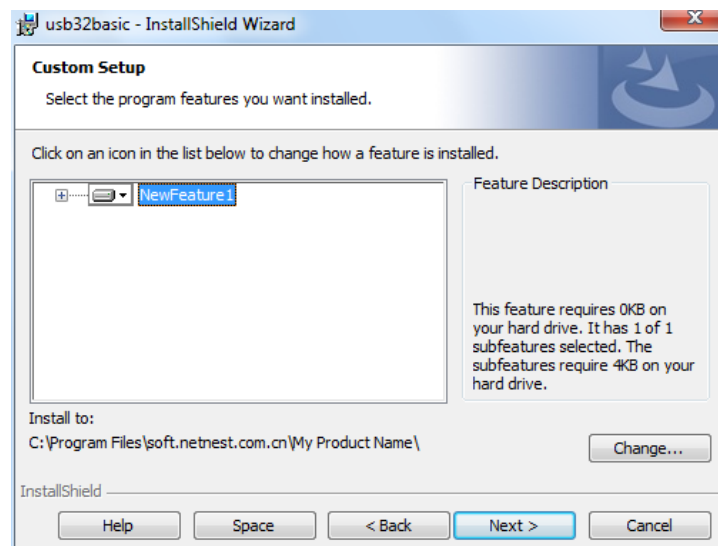 usb32basic - InstallShield Wizard
Custom Setup
Select the program features you want installed.
Click on an icon in the list below to change how a feature is installed.
NewFeature1
Feature Description
This feature requires 0KB on
your hard drive. It has 1 of 1
subfeatures selected. The
subfeatures require 4KB on your
hard drive.
Install to:
C:\Program Files\soft.netnest.com.cn\My Product Name\
Change...
InstallShield
Help
Space
< Back
Next >
Cancel